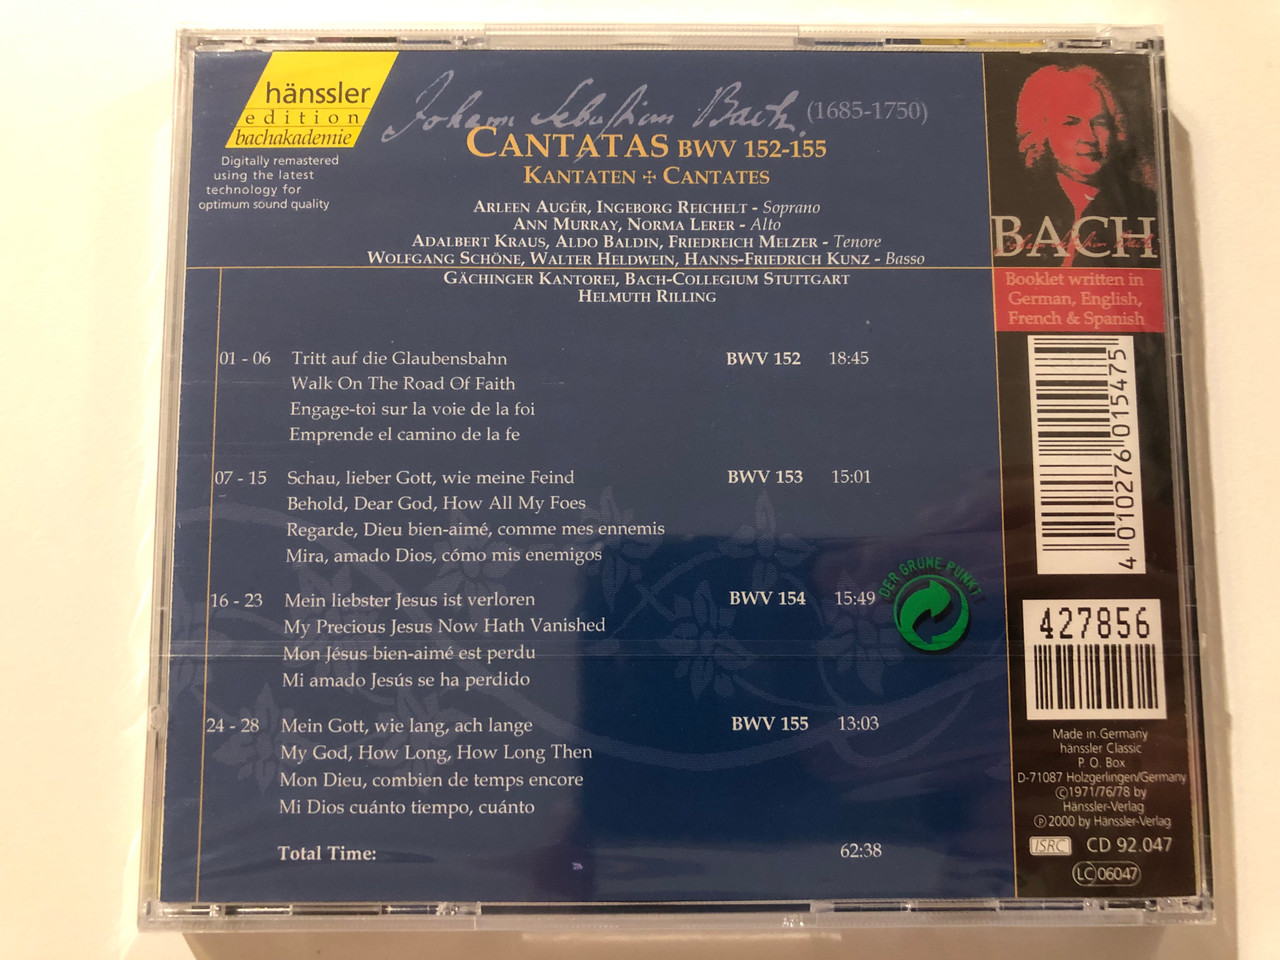 hänssler
edition
bachakademie
Digitally remastered
using the latest
technology for
optimum sound quality
Johann Sebastian Bach (1685-1750)
CANTATAS BWV 152-155
KANTATEN + CANTATES
ARLEEN AUGÉR, INGEBORG REICHELT - Soprano
ANN MURRAY, NORMA LERER - Alto
ADALBERT KRAUS, ALDO BALDIN, FRIEDREICH MELZER - Tenore
WOLFGANG SCHÖNE, WALTER HELDWEIN, HANNS-FRIEDRICH KUNZ - Basso
GÄCHINGER KANTOREI, BACH-COLLEGIUM STUTTGART
HELMUTH RILLING
01 - 06 Tritt auf die Glaubensbahn BWV 152 18:45
Walk On The Road Of Faith
Engage-toi sur la voie de la foi
Emprende el camino de la fe
07 - 15 Schau, lieber Gott, wie meine Feind BWV 153 15:01
Behold, Dear God, How All My Foes
Regarde, Dieu bien-aimé, comme mes ennemis
Mira, amado Dios, cómo mis enemigos
16 - 23 Mein liebster Jesus ist verloren BWV 154 15:49
My Precious Jesus Now Hath Vanished
Mon Jésus bien-aimé est perdu
Mi amado Jesús se ha perdido
24 - 28 Mein Gott, wie lang, ach lange BWV 155 13:03
My God, How Long, How Long Then
Mon Dieu, combien de temps encore
Mi Dios cuánto tiempo, cuánto
Total Time: 62:38
DER GRÜNE PUNKT
BACH
Johann Sebastian Bach
Booklet written in
German, English,
French & Spanish
4 010276 015475
427856
Made in Germany
hänssler Classic
P. O. Box
D-71087 Holzgerlingen/Germany
©1971/76/78 by
Hänssler-Verlag
℗ 2000 by Hänssler-Verlag
ISRC CD 92.047
LC 06047